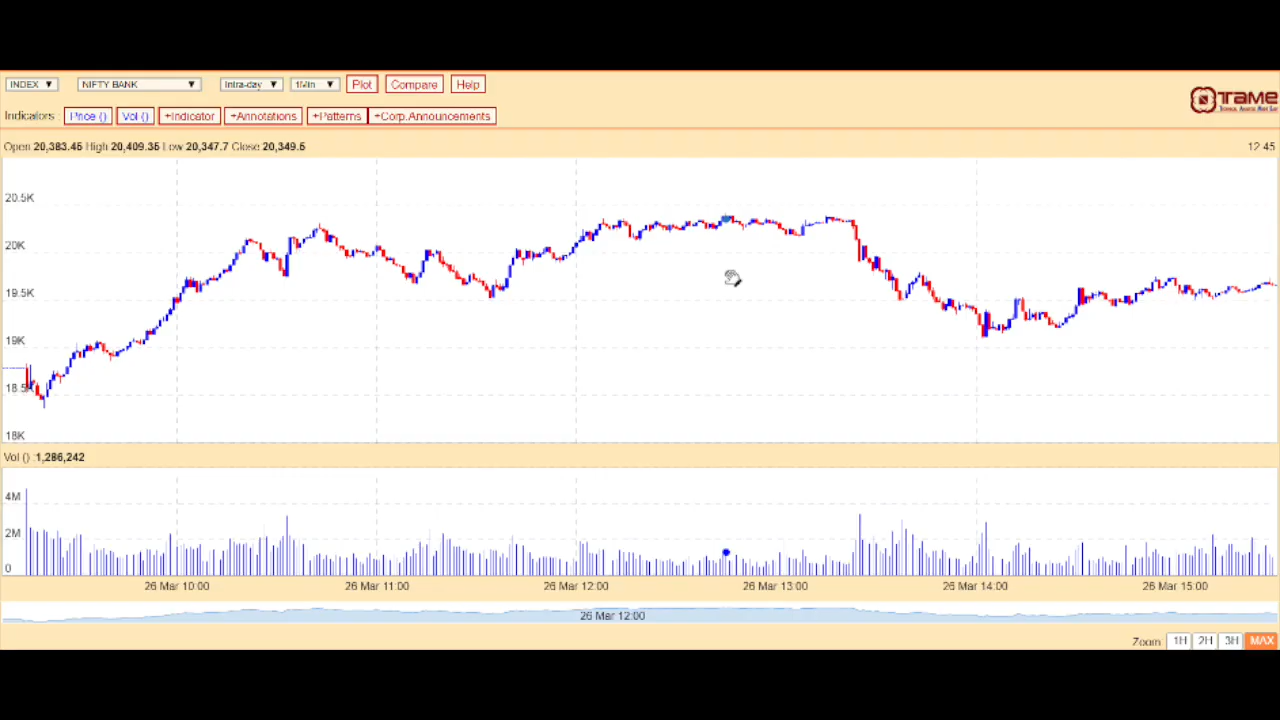 INDEX ▼ NIFTY BANK ▼ Intra-day ▼ 1Min ▼ Plot Compare Help
TRAME
Indicators : Price () Vol () +Indicator +Annotations +Patterns +Corp.Announcements
Open 20,383.45 High 20,409.35 Low 20,347.7 Close 20,349.5 12:45
20.5K
20K
19.5K
19K
18.5K
18K
Vol () :1,286,242
4M
2M
0
26 Mar 10:00 26 Mar 11:00 26 Mar 12:00 26 Mar 13:00 26 Mar 14:00 26 Mar 15:00
26 Mar 12:00
Zoom: 1H 2H 3H MAX